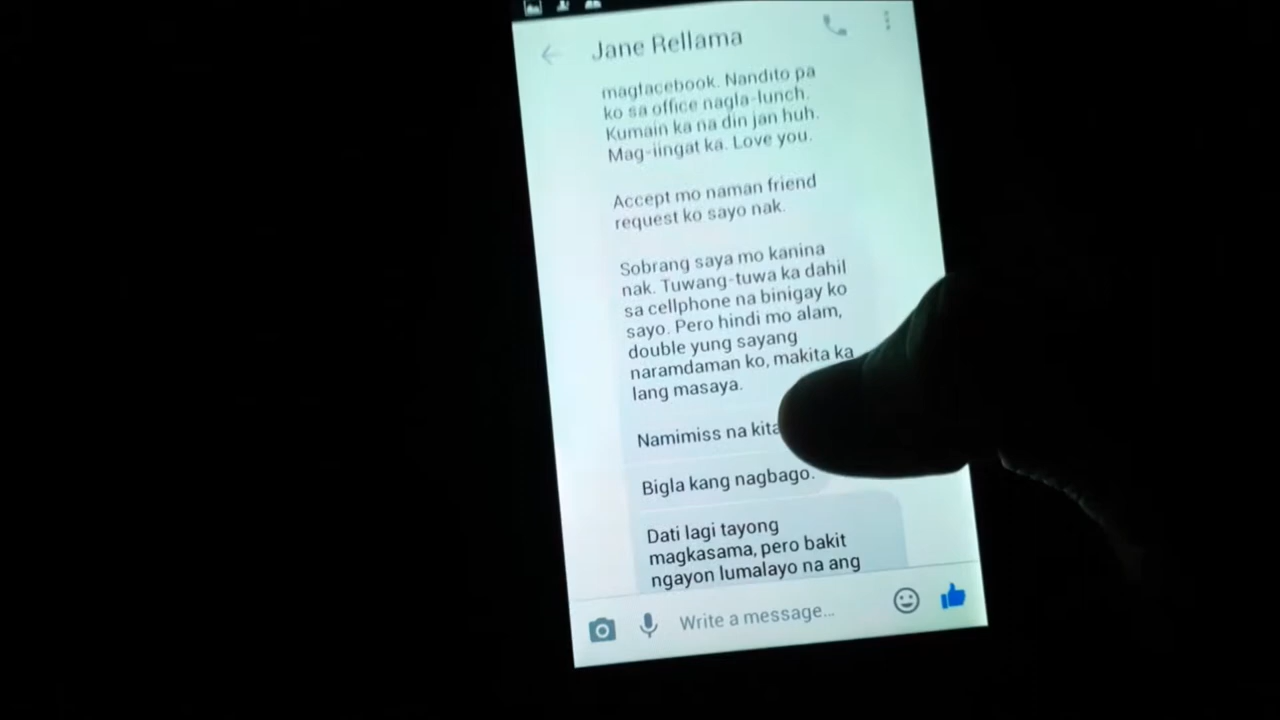 Jane Rellama
magfacebook. Nandito pa
ko sa office nagla-lunch.
Kumain ka na din jan huh.
Mag-iingat ka. Love you.
Accept mo naman friend
request ko sayo nak.
Sobrang saya mo kanina
nak. Tuwang-tuwa ka dahil
sa cellphone na binigay ko
sayo. Pero hindi mo alam,
double yung sayang
naramdaman ko, makita ka
lang masaya.
Namimiss na kita
Bigla kang nagbago.
Dati lagi tayong
magkasama, pero bakit
ngayon lumalayo na ang
Write a message...